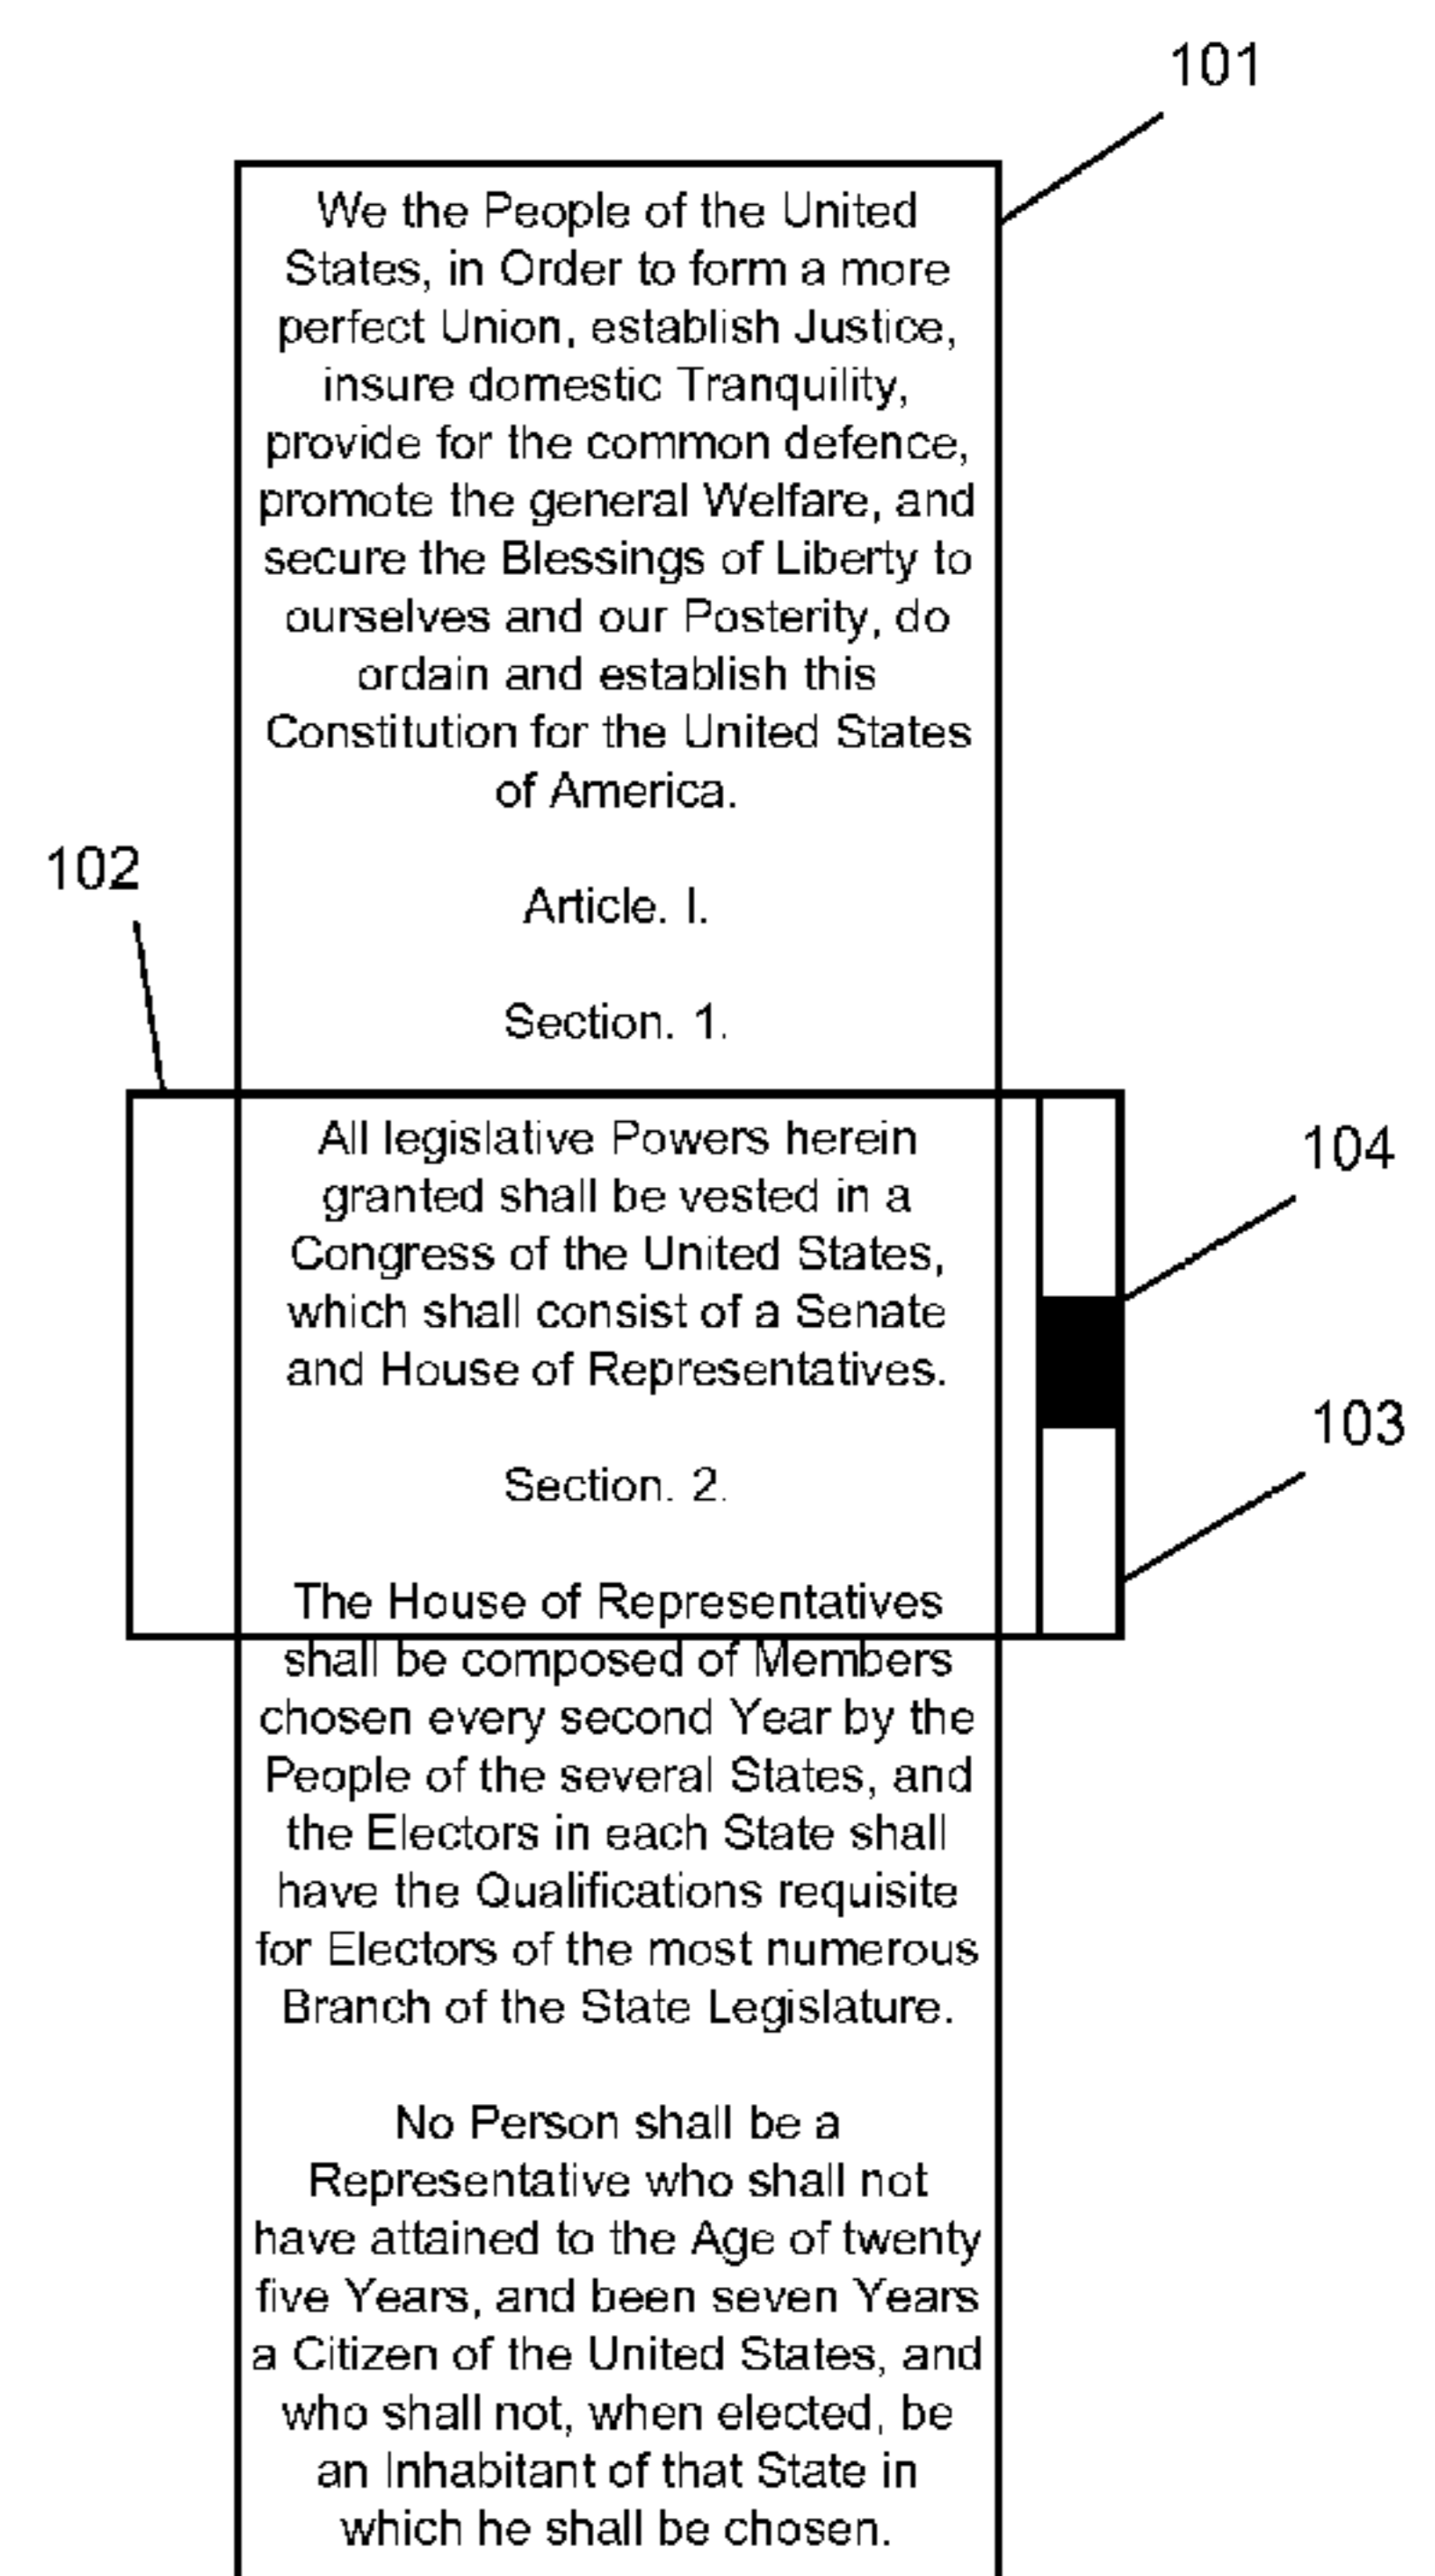 101
We the People of the United
States, in Order to form a more
perfect Union, establish Justice,
insure domestic Tranquility,
provide for the common defence,
promote the general Welfare, and
secure the Blessings of Liberty to
ourselves and our Posterity, do
ordain and establish this
Constitution for the United States
of America.
102
Article. I.
Section. 1.
All legislative Powers herein
104
granted shall be vested in a
Congress of the United States,
which shall consist of a Senate
and House of Representatives.
103
Section. 2.
The House of Representatives
shall be composed of Members
chosen every second Year by the
People of the several States, and
the Electors in each State shall
have the Qualifications requisite
for Electors of the most numerous
Branch of the State Legislature.
No Person shall be a
Representative who shall not
have attained to the Age of twenty
five Years, and been seven Years
a Citizen of the United States, and
who shall not, when elected, be
an Inhabitant of that State in
which he shall be chosen.